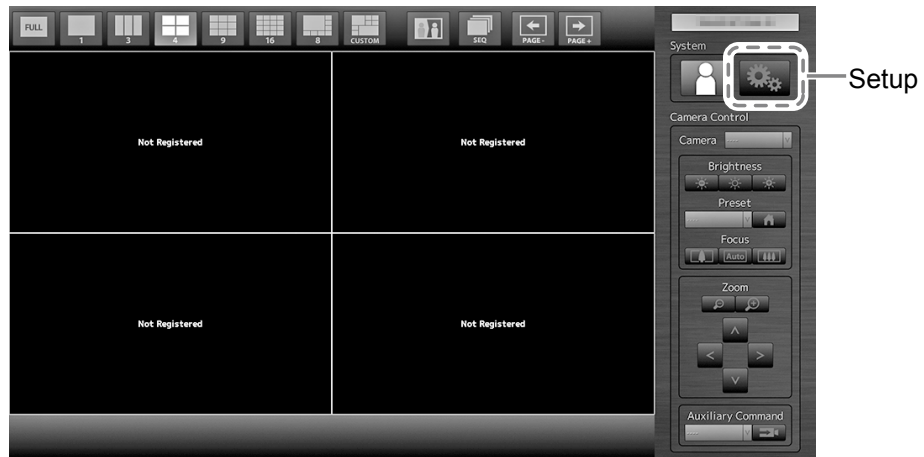 FULL
1
3
4
9
16
8
CUSTOM
SEQ
PAGE-
PAGE+
System
Setup
Camera Control
Camera ---
Brightness
Preset
----
Focus
Auto
Zoom
Auxiliary Command
----
Not Registered
Not Registered
Not Registered
Not Registered